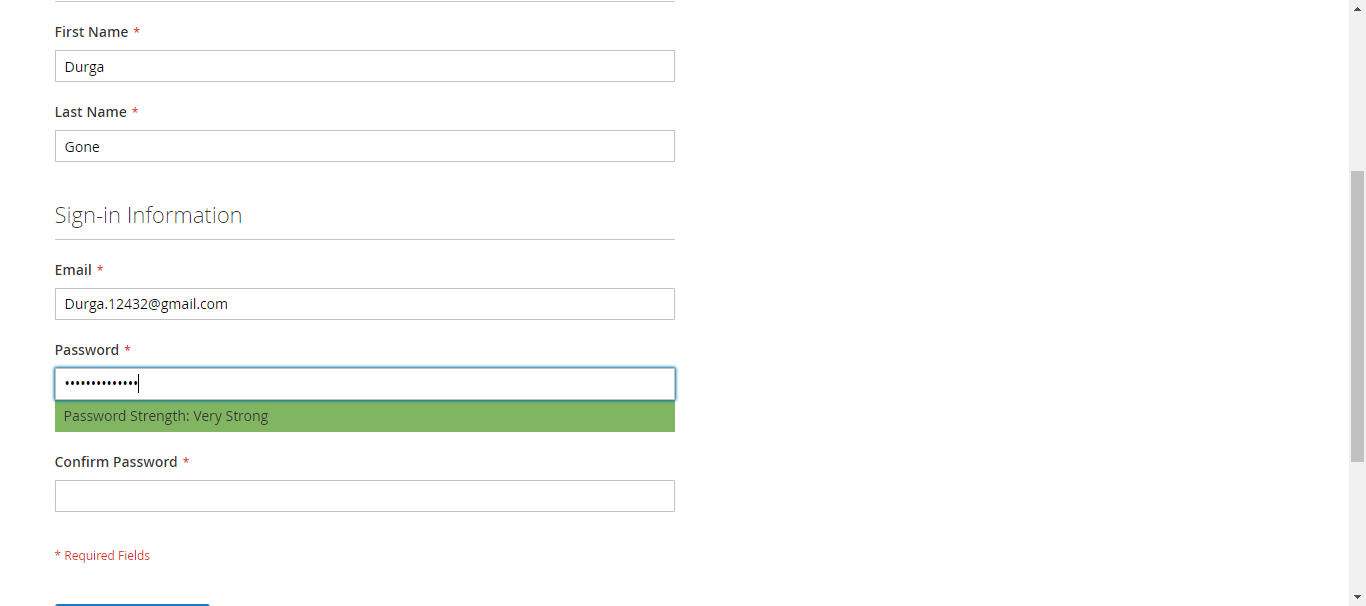 First Name *
Durga
Last Name *
Gone
Sign-in Information
Email *
Durga.12432@gmail.com
Password *
••••••••••••••
Password Strength: Very Strong
Confirm Password *
* Required Fields